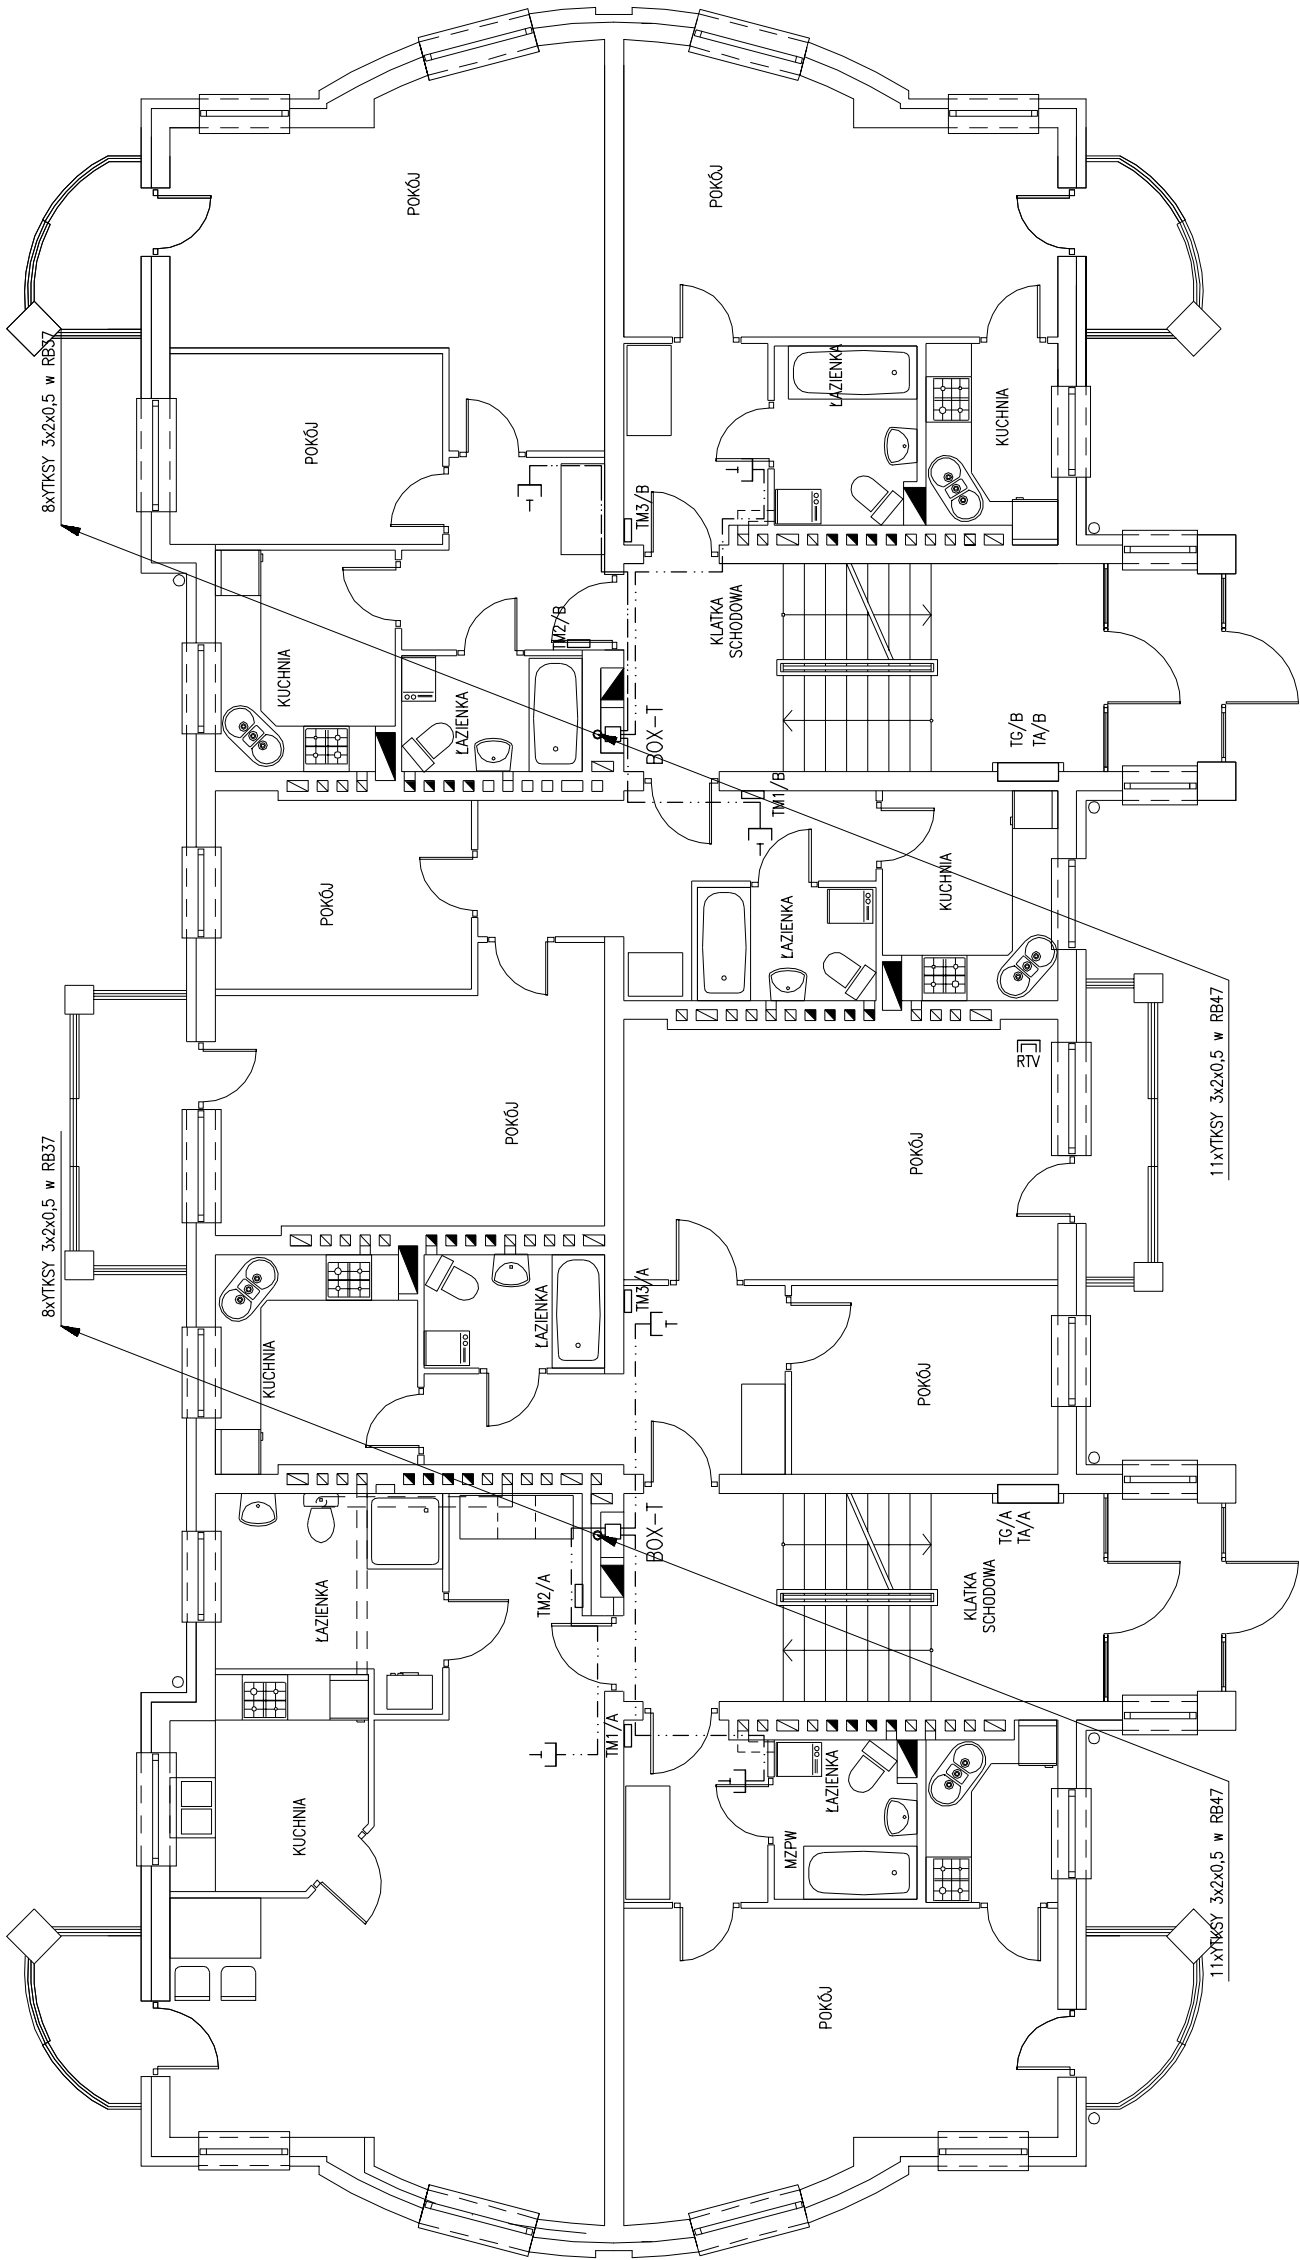 POKÓJ
POKÓJ
8xYTKSY 3x2x0,5 w RB37
POKÓJ
ŁAZIENKA
KUCHNIA
TM3/B
KLATKA
SCHODOWA
TM2/B
KUCHNIA
ŁAZIENKA
BOX-T
TG/B
TA/B
TM1/B
T
T
T
POKÓJ
ŁAZIENKA
KUCHNIA
RTV
11xYTKSY 3x2x0,5 w RB47
POKÓJ
POKÓJ
8xYTKSY 3x2x0,5 w RB37
TM3/A
T
ŁAZIENKA
KUCHNIA
POKÓJ
BOX-T
TG/A
TA/A
KLATKA
SCHODOWA
TM2/A
ŁAZIENKA
TM1/A
T
T
KUCHNIA
ŁAZIENKA
MZPW
11xYTKSY 3x2x0,5 w RB47
POKÓJ